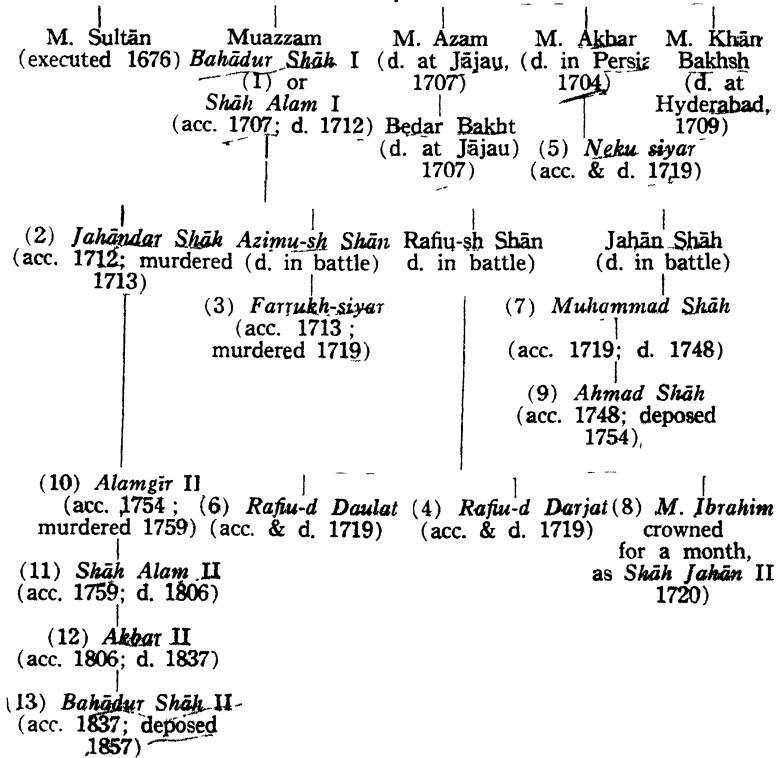 M. Sultān Muazzam M. Azam M. Akbar M. Khān
(executed 1676) Bahādur Shāh I (d. at Jājau, (d. in Persia Bakhsh
(1) or 1707) 1704) (d. at
Shāh Alam I Hyderabad,
(acc. 1707; d. 1712) Bedar Bakht 1709)
(d. at Jājau) (5) Neku siyar
1707) (acc. & d. 1719)
(2) Jahāndar Shāh Azimu-sh Shān Rafiu-sh Shān Jahān Shāh
(acc. 1712; murdered (d. in battle) d. in battle) (d. in battle)
1713)
(3) Farrukh-siyar (7) Muhammad Shāh
(acc. 1713 ;
murdered 1719) (acc. 1719; d. 1748)
(9) Ahmad Shāh
(acc. 1748; deposed
1754)
(10) Alamgīr II
(acc. 1754 ; (6) Rafiu-d Daulat (4) Rafiu-d Darjat (8) M. Ibrahim
murdered 1759) (acc. & d. 1719) (acc. & d. 1719) crowned
for a month,
(11) Shāh Alam II as Shāh Jahān II
(acc. 1759; d. 1806) 1720)
(12) Akbar II
(acc. 1806; d. 1837)
(13) Bahādur Shāh II
(acc. 1837; deposed
1857)